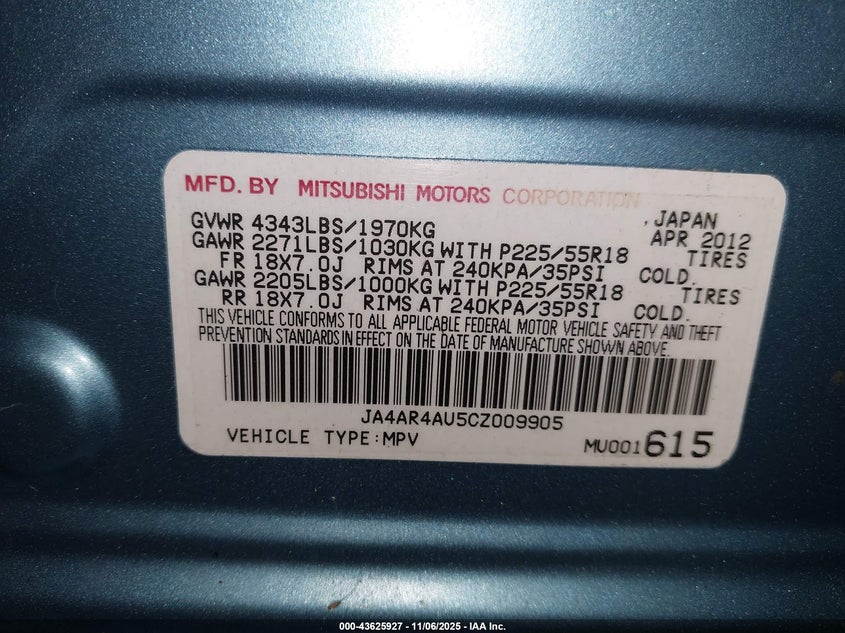 MFD. BY MITSUBISHI MOTORS CORPORATION
, JAPAN
GVWR 4343LBS/1970KG APR 2012
GAWR 2271LBS/1030KG WITH P225/55R18 TIRES
FR 18X7.0J RIMS AT 240KPA/35PSI COLD.
GAWR 2205LBS/1000KG WITH P225/55R18 TIRES
RR 18X7.0J RIMS AT 240KPA/35PSI COLD.
THIS VEHICLE CONFORMS TO ALL APPLICABLE FEDERAL MOTOR VEHICLE SAFETY AND THEFT
PREVENTION STANDARDS IN EFFECT ON THE DATE OF MANUFACTURE SHOWN ABOVE.
JA4AR4AU5CZ009905
VEHICLE TYPE:MPV MU001615
000-43625927 - 11/06/2025 - IAA Inc.